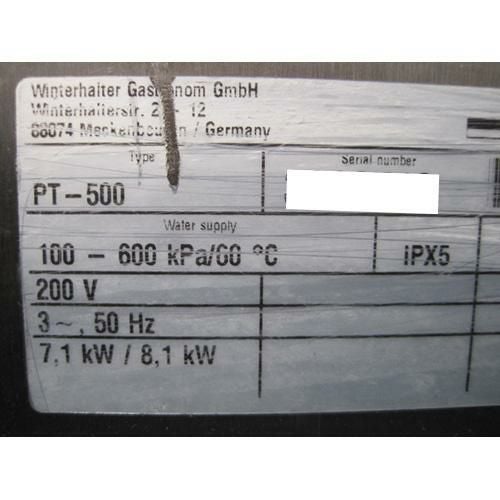 Winterhalter Gastronom GmbH
Winterhalterstr. 2 - 12
88074 Meckenbeuren / Germany
Type
Serial number
PT-500
Water supply
100 - 600 kPa/60 °C
IPX5
200 V
3~, 50 Hz
7,1 kW / 8,1 kW